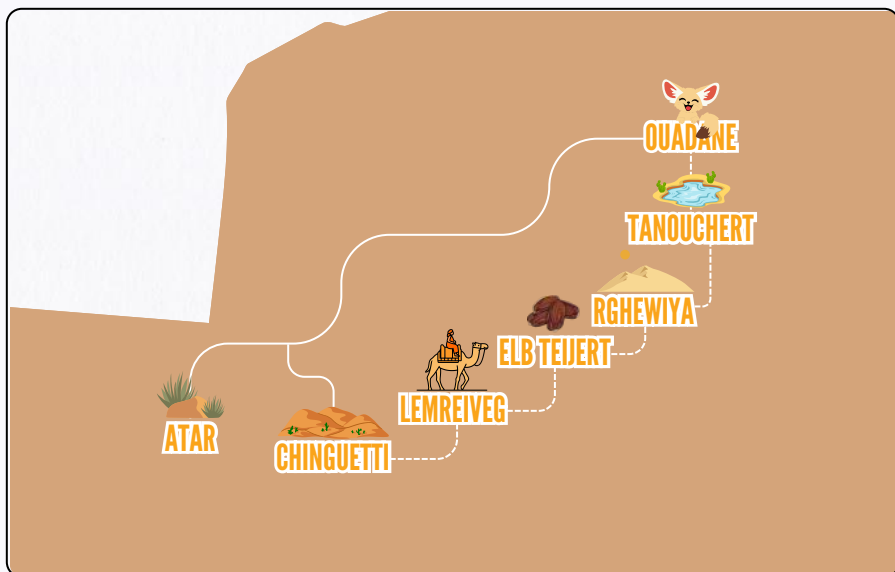 OUADANE
TANOUCHERT
RGHEWIYA
ELB TEIJERT
LEMREIVEG
ATAR
CHINGUETTI